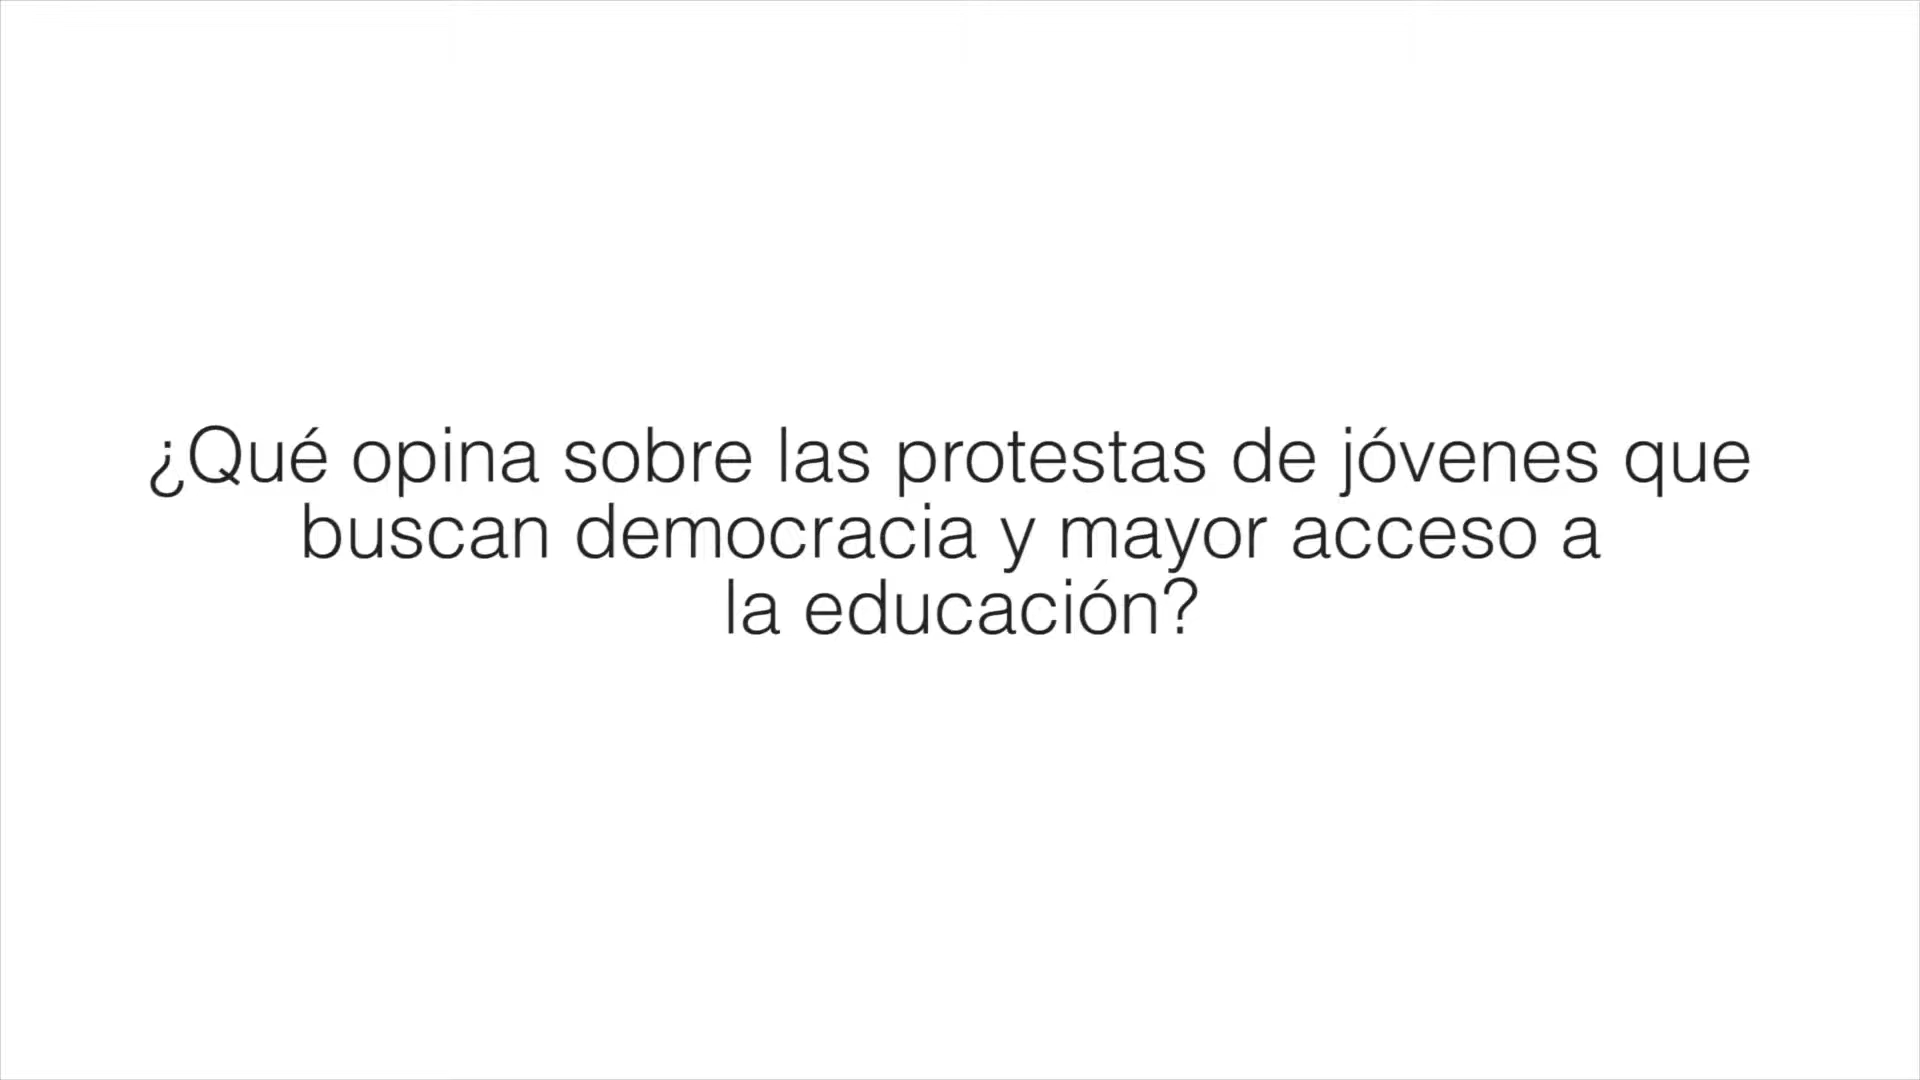 ¿Qué opina sobre las protestas de jóvenes que
buscan democracia y mayor acceso a
la educación?